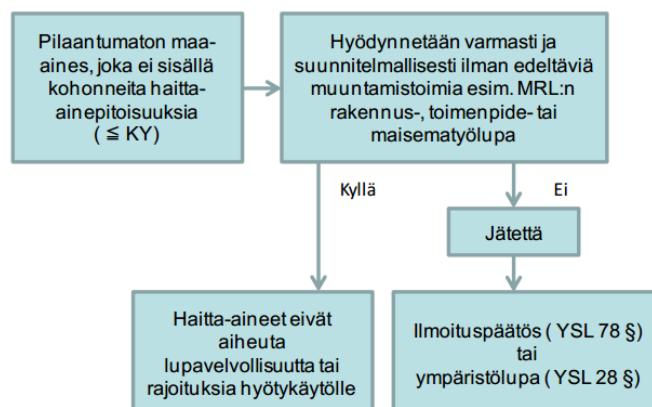 Pilaantumaton maa-
aines, joka ei sisällä
kohonneita haitta-
ainepitoisuuksia
( ≦ KY)
Hyödynnetään varmasti ja
suunnitelmallisesti ilman edeltäviä
muuntamistoimia esim. MRL:n
rakennus-, toimenpide- tai
maisematyölupa
Kyllä
Ei
Jätettä
Haitta-aineet eivät
aiheuta
lupavelvollisuutta tai
rajoituksia hyötykäytölle
Ilmoituspäätös ( YSL 78 §)
tai
ympäristölupa ( YSL 28 §)